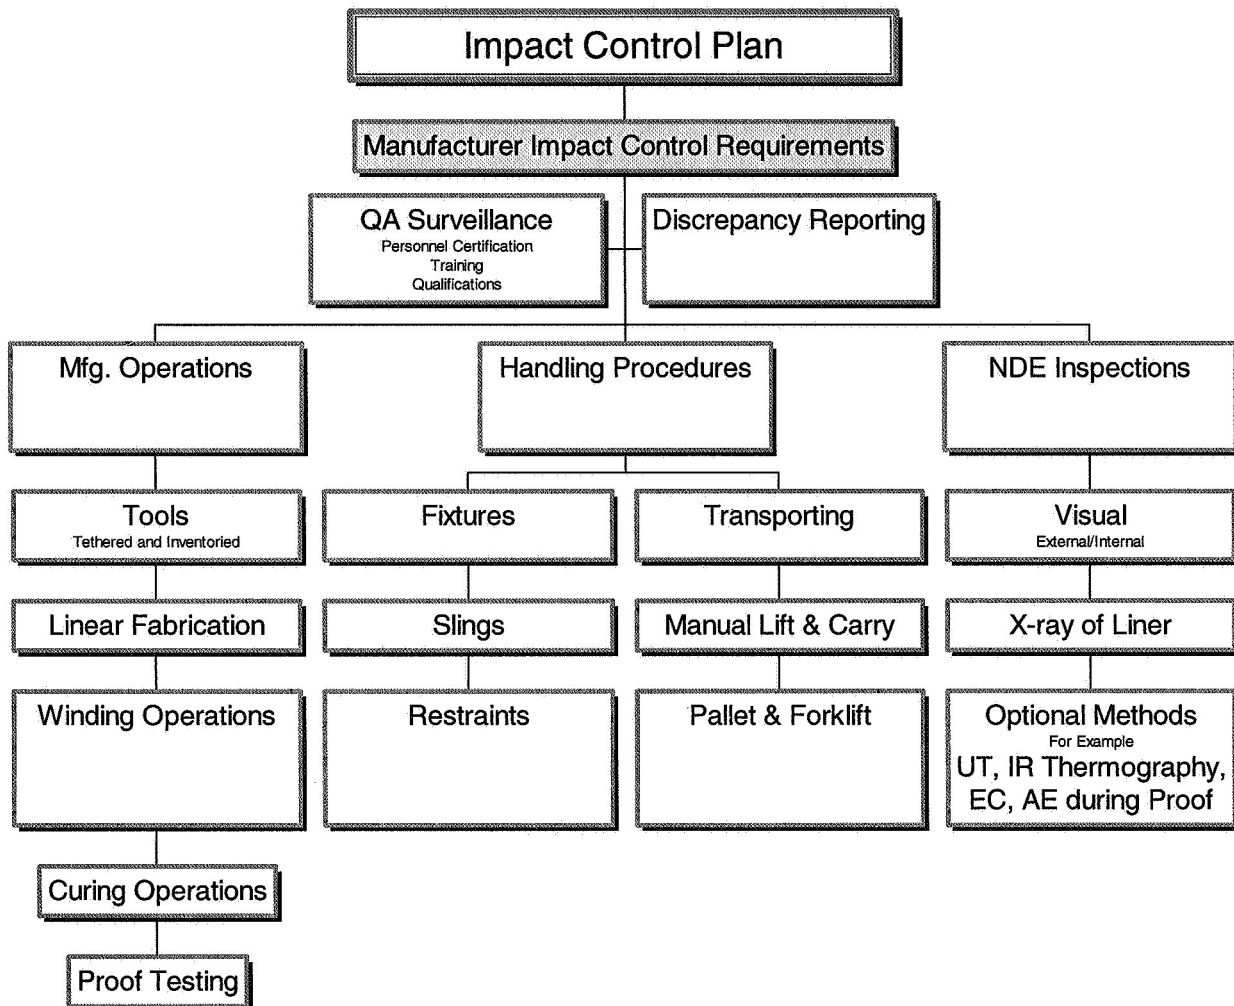 Impact Control Plan
Manufacturer Impact Control Requirements
QA Surveillance
Personnel Certification
Training
Qualifications
Discrepancy Reporting
Mfg. Operations
Handling Procedures
NDE Inspections
Tools
Tethered and Inventoried
Fixtures
Transporting
Visual
External/Internal
Linear Fabrication
Slings
Manual Lift & Carry
X-ray of Liner
Winding Operations
Restraints
Pallet & Forklift
Optional Methods
For Example
UT, IR Thermography,
EC, AE during Proof
Curing Operations
Proof Testing